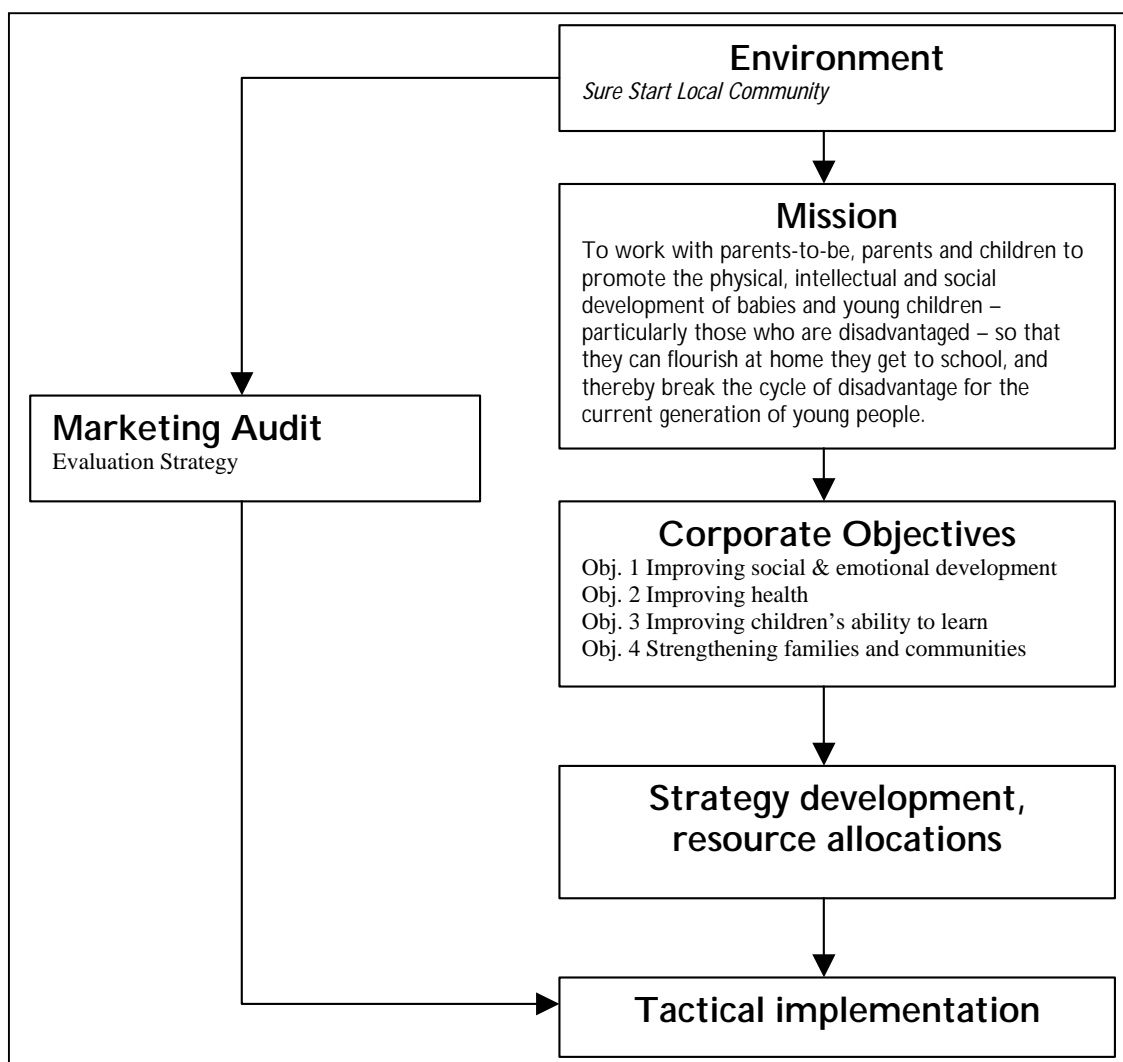 Environment
Sure Start Local Community
Mission
To work with parents-to-be, parents and children to
promote the physical, intellectual and social
development of babies and young children –
particularly those who are disadvantaged – so that
they can flourish at home they get to school, and
thereby break the cycle of disadvantage for the
current generation of young people.
Marketing Audit
Evaluation Strategy
Corporate Objectives
Obj. 1 Improving social & emotional development
Obj. 2 Improving health
Obj. 3 Improving children's ability to learn
Obj. 4 Strengthening families and communities
Strategy development,
resource allocations
Tactical implementation